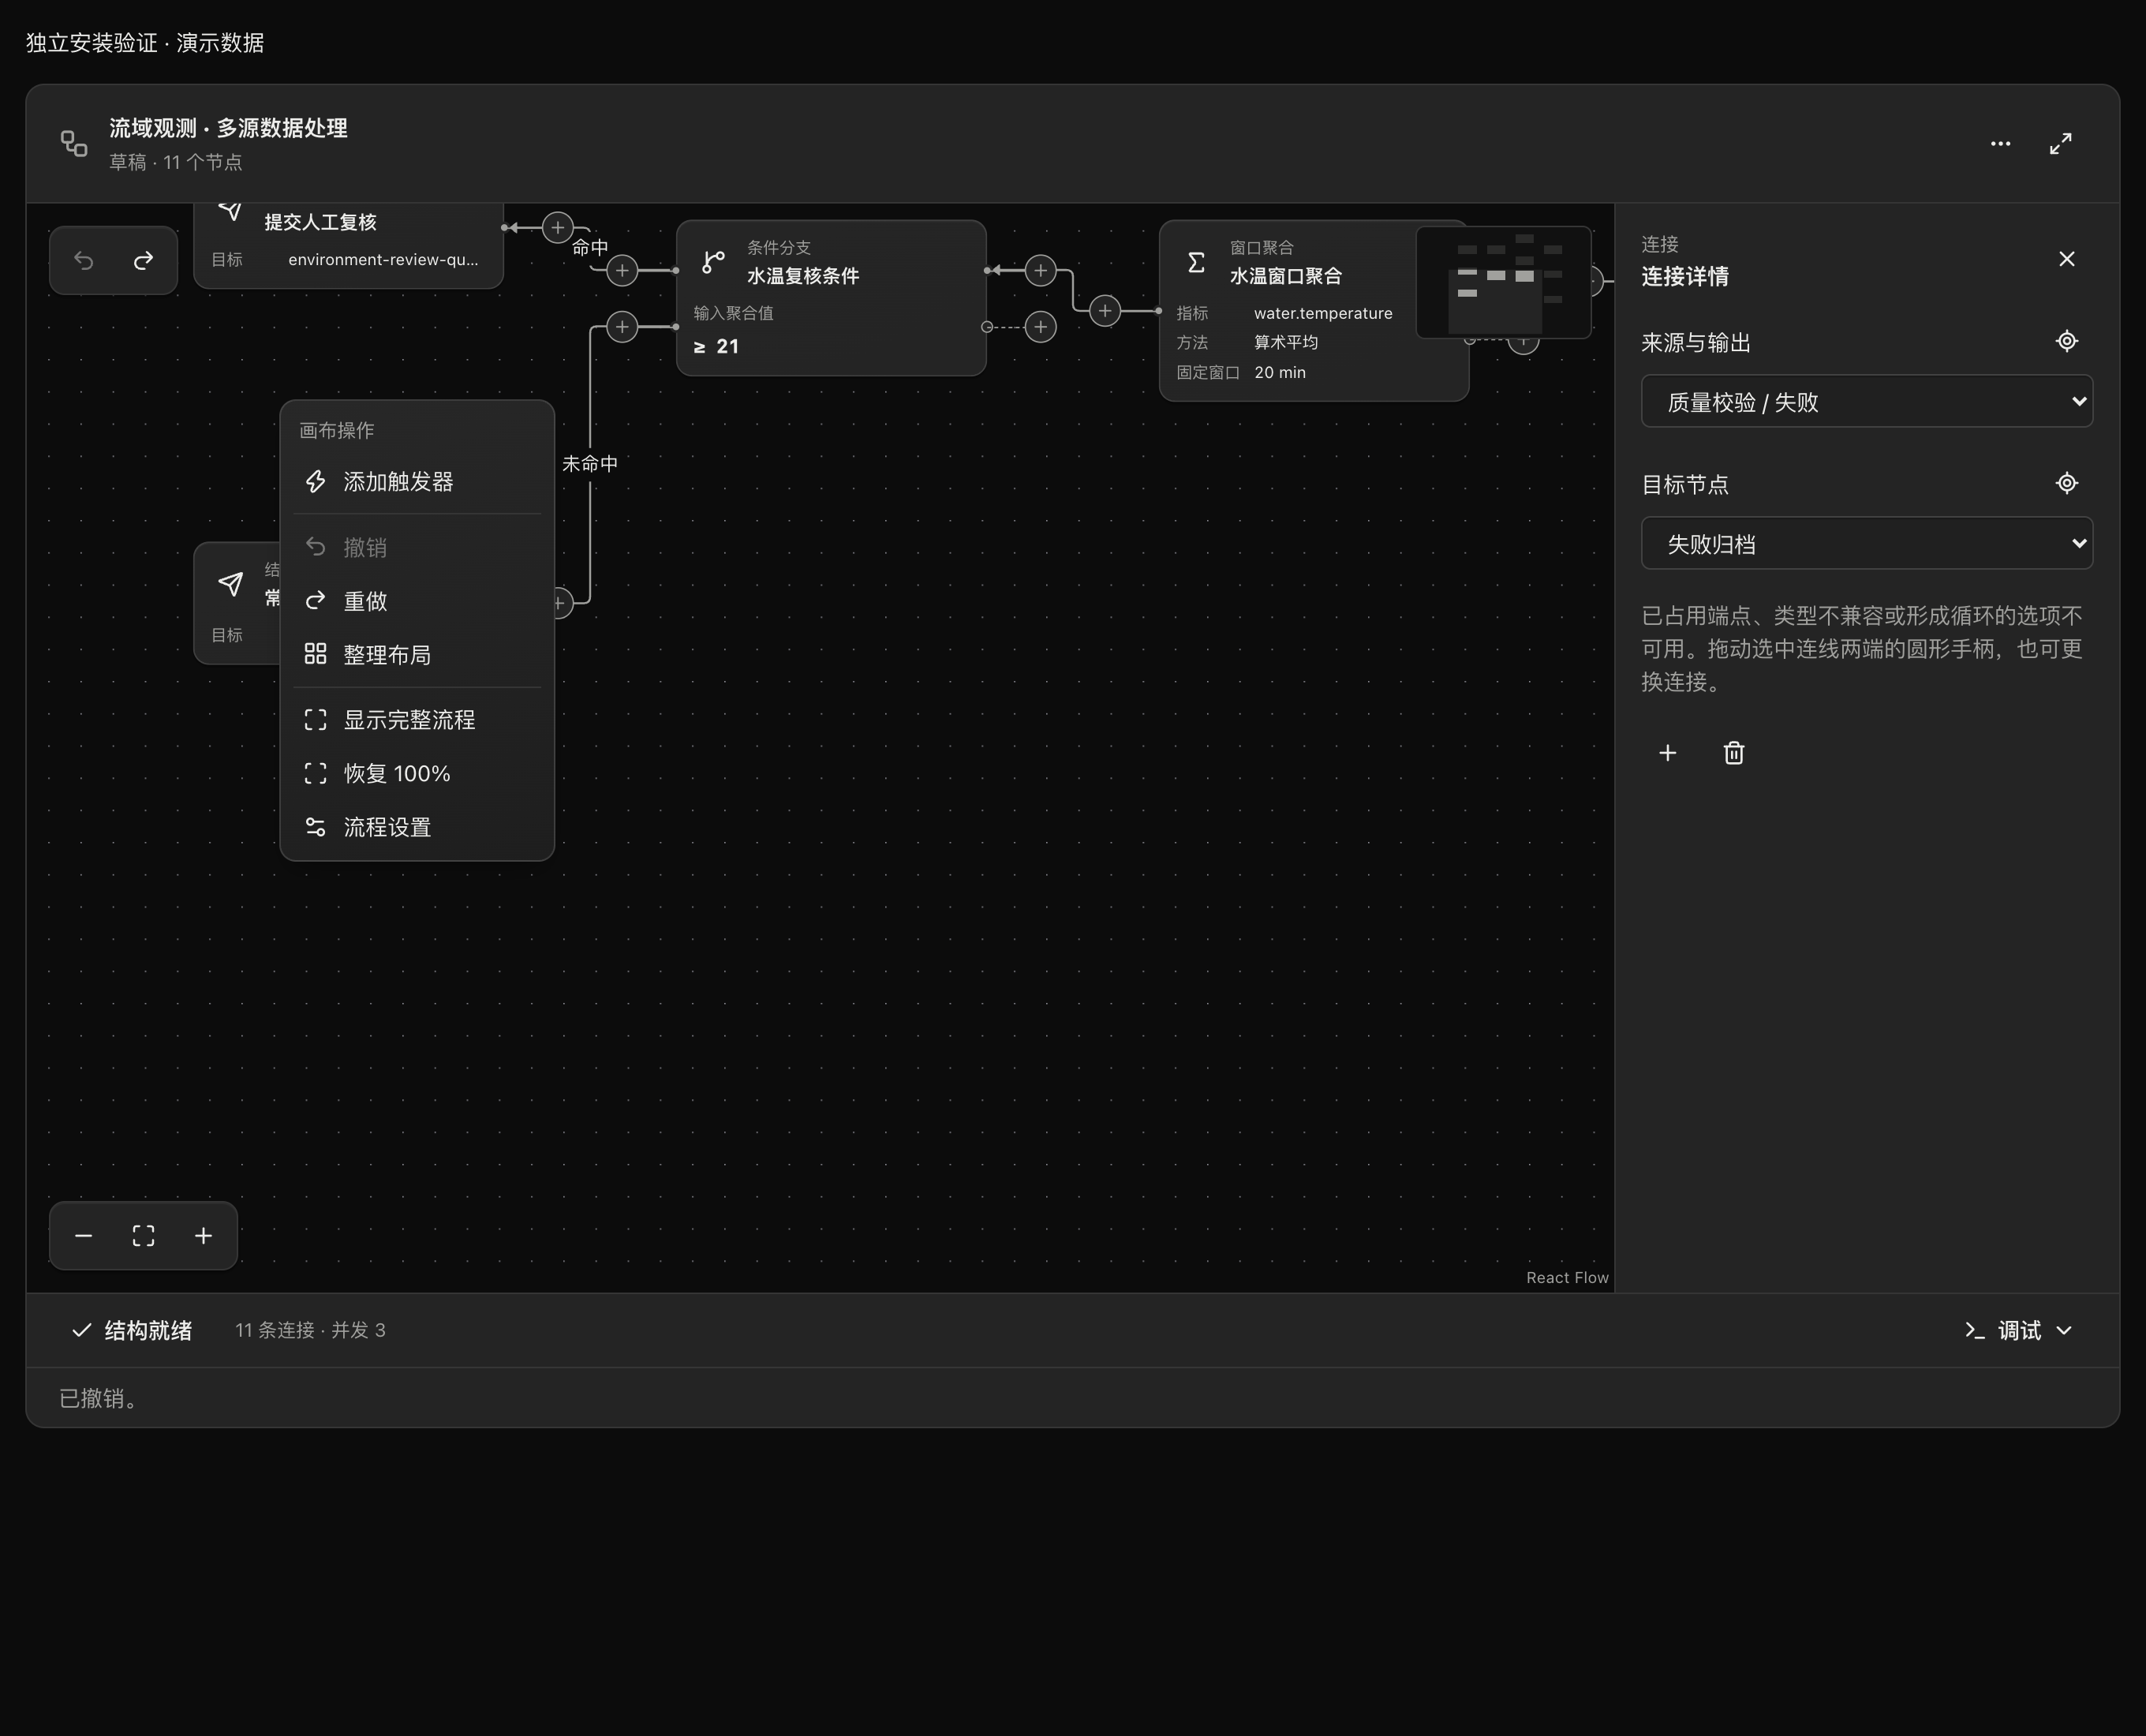 独立安装验证 · 演示数据
流域观测 · 多源数据处理
草稿 · 11 个节点
提交人工复核
目标 environment-review-qu...
命中
条件分支
水温复核条件
输入聚合值
≥ 21
窗口聚合
水温窗口聚合
指标 water.temperature
方法 算术平均
固定窗口 20 min
未命中
结
常
目标
画布操作
添加触发器
撤销
重做
整理布局
显示完整流程
恢复 100%
流程设置
React Flow
连接
连接详情
来源与输出
质量校验 / 失败
目标节点
失败归档
已占用端点、类型不兼容或形成循环的选项不
可用。拖动选中连线两端的圆形手柄，也可更
换连接。
结构就绪
11 条连接 · 并发 3
调试
已撤销。